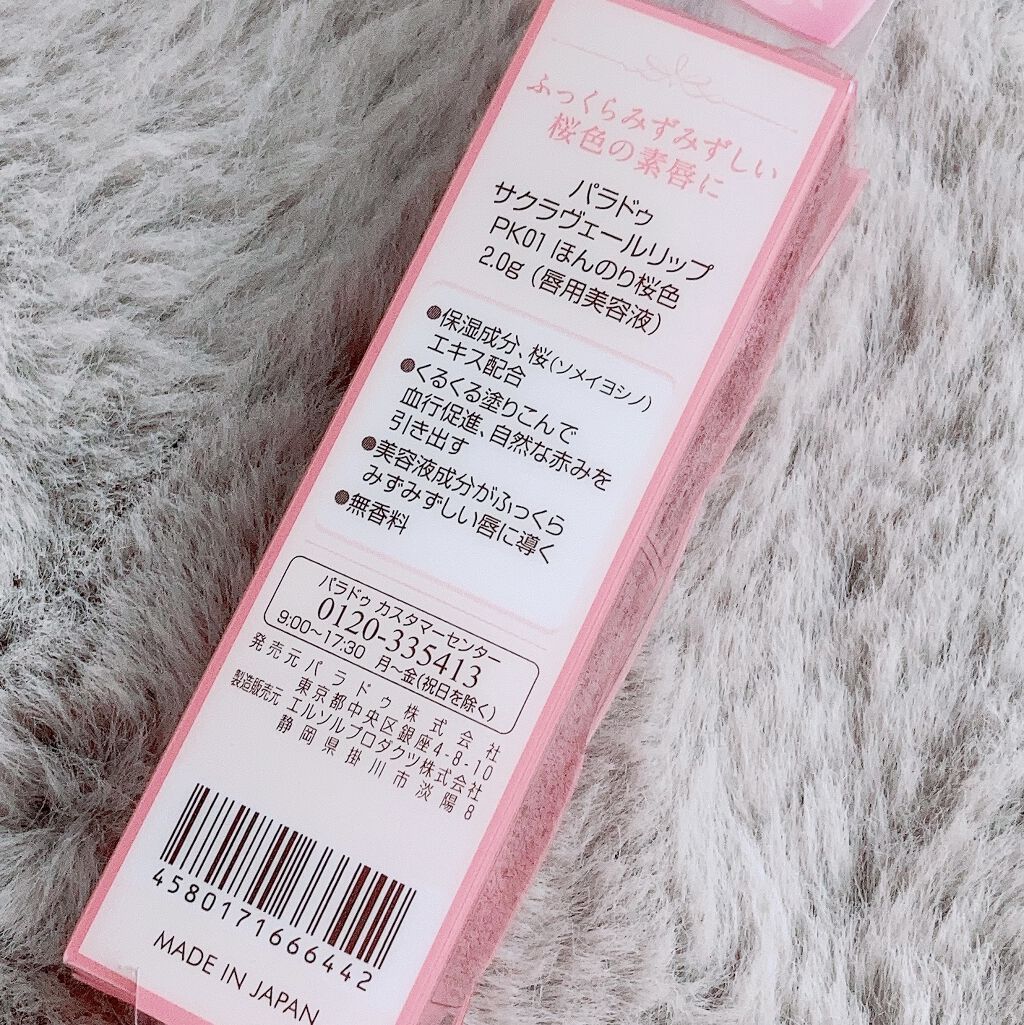 ふっくらみずみずしい
桜色の素唇に
パラドゥ
サクラヴェールリップ
PK01 ほんのり桜色
2.0g（唇用美容液）
●保湿成分、桜（ソメイヨシノ）
エキス配合
●くるくる塗りこんで
血行促進、自然な赤みを
引き出す
●美容液成分がふっくら
みずみずしい唇に導く
●無香料
パラドゥ カスタマーセンター
0120-335413
9:00〜17:30 月〜金(祝日を除く)
発売元 パラドゥ株式会社
東京都中央区銀座4-8-10
製造販売元 エルソルプロダクツ株式会社
静岡県掛川市淡陽8
4580171666442
MADE IN JAPAN